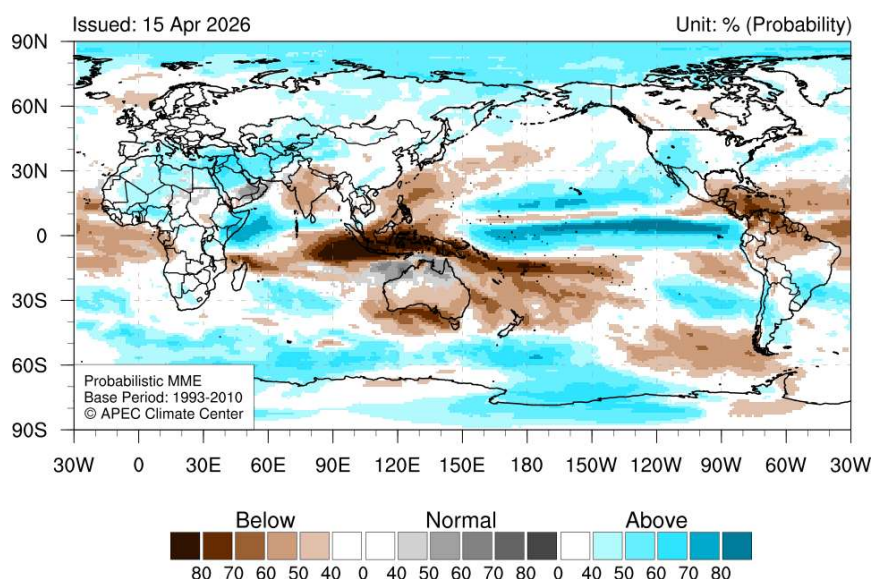 Issued: 15 Apr 2026 Unit: % (Probability)
90N
60N
30N
0
30S
60S
90S
Probabilistic MME
Base Period: 1993-2010
© APEC Climate Center
30W 0 30E 60E 90E 120E 150E 180 150W 120W 90W 60W 30W
Below Normal Above
80 70 60 50 40 0 40 50 60 70 80 0 40 50 60 70 80